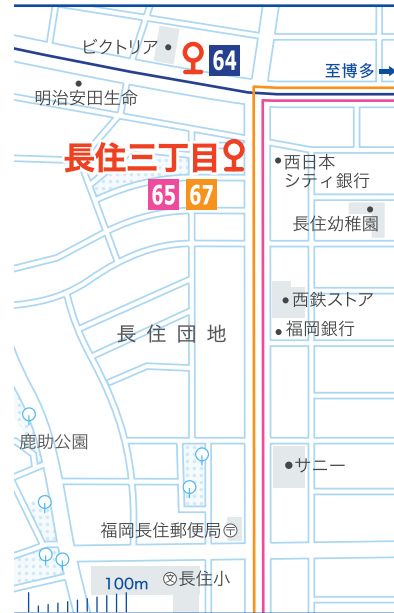 ビクトリア
64
至博多
明治安田生命
長住三丁目
西日本
シティ銀行
65 67
長住幼稚園
西鉄ストア
福岡銀行
長住団地
鹿助公園
サニー
福岡長住郵便局〶
100m
長住小